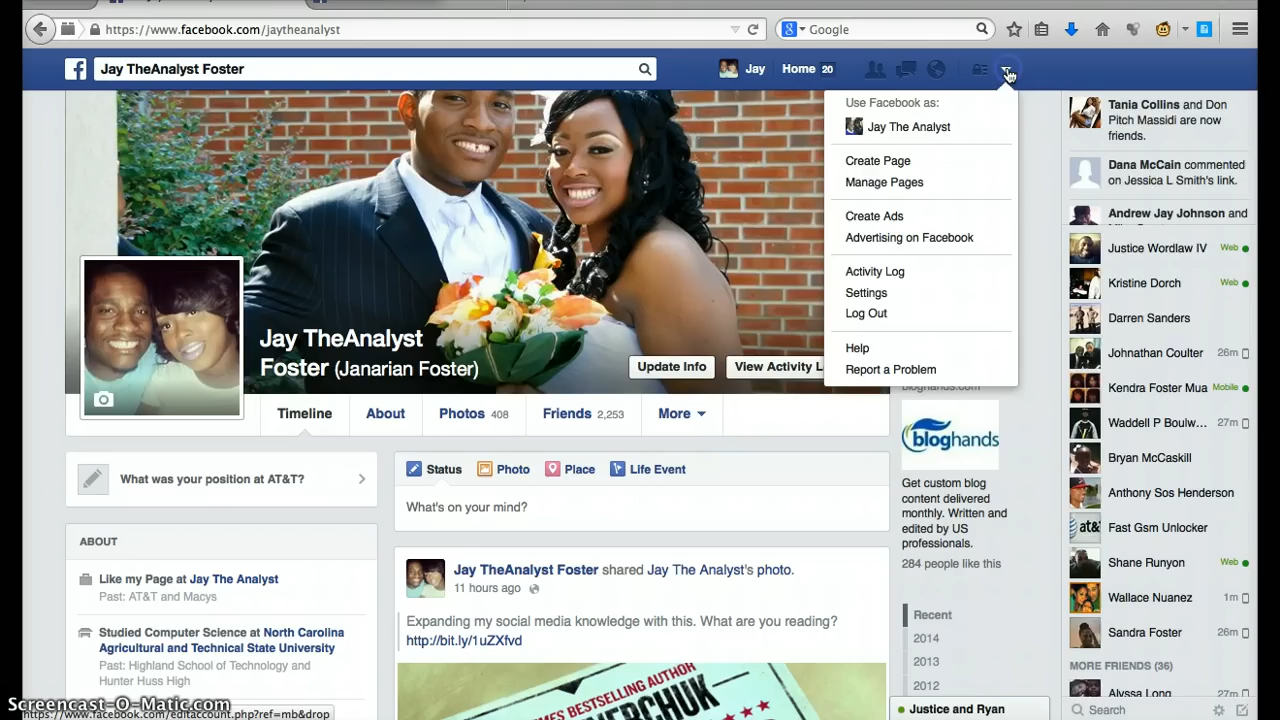 https://www.facebook.com/jaytheanalyst
Google
Jay TheAnalyst Foster
Jay
Home 20
Use Facebook as:
Jay The Analyst
Create Page
Manage Pages
Create Ads
Advertising on Facebook
Activity Log
Settings
Log Out
Help
Report a Problem
Jay TheAnalyst
Foster (Janarian Foster)
Update Info
View Activity L
Timeline
About
Photos 408
Friends 2,253
More
What was your position at AT&T?
ABOUT
Like my Page at Jay The Analyst
Past: AT&T and Macys
Studied Computer Science at North Carolina
Agricultural and Technical State University
Past: Highland School of Technology and
Hunter Huss High
Status
Photo
Place
Life Event
What's on your mind?
Jay TheAnalyst Foster shared Jay The Analyst's photo.
11 hours ago
Expanding my social media knowledge with this. What are you reading?
http://bit.ly/1uZXfvd
TIMES BESTSELLING AUTHOR
NERCHUK
bloghands.com
bloghands
Get custom blog
content delivered
monthly. Written and
edited by US
professionals.
284 people like this
Recent
2014
2013
2012
Tania Collins and Don
Pitch Massidi are now
friends.
Dana McCain commented
on Jessica L Smith's link.
Andrew Jay Johnson and
Justice Wordlaw IV Web
Kristine Dorch Web
Darren Sanders
Johnathan Coulter 26m
Kendra Foster Mua Mobile
Waddell P Boulw... 27m
Bryan McCaskill
Anthony Sos Henderson
at&t
Fast Gsm Unlocker
Shane Runyon Web
Wallace Nuanez 1m
Sandra Foster 26m
MORE FRIENDS (36)
Alyssa Long 27m
Search
Justice and Ryan
Screencast-O-Matic.com
https://www.facebook.com/editaccount.php?ref=mb&drop